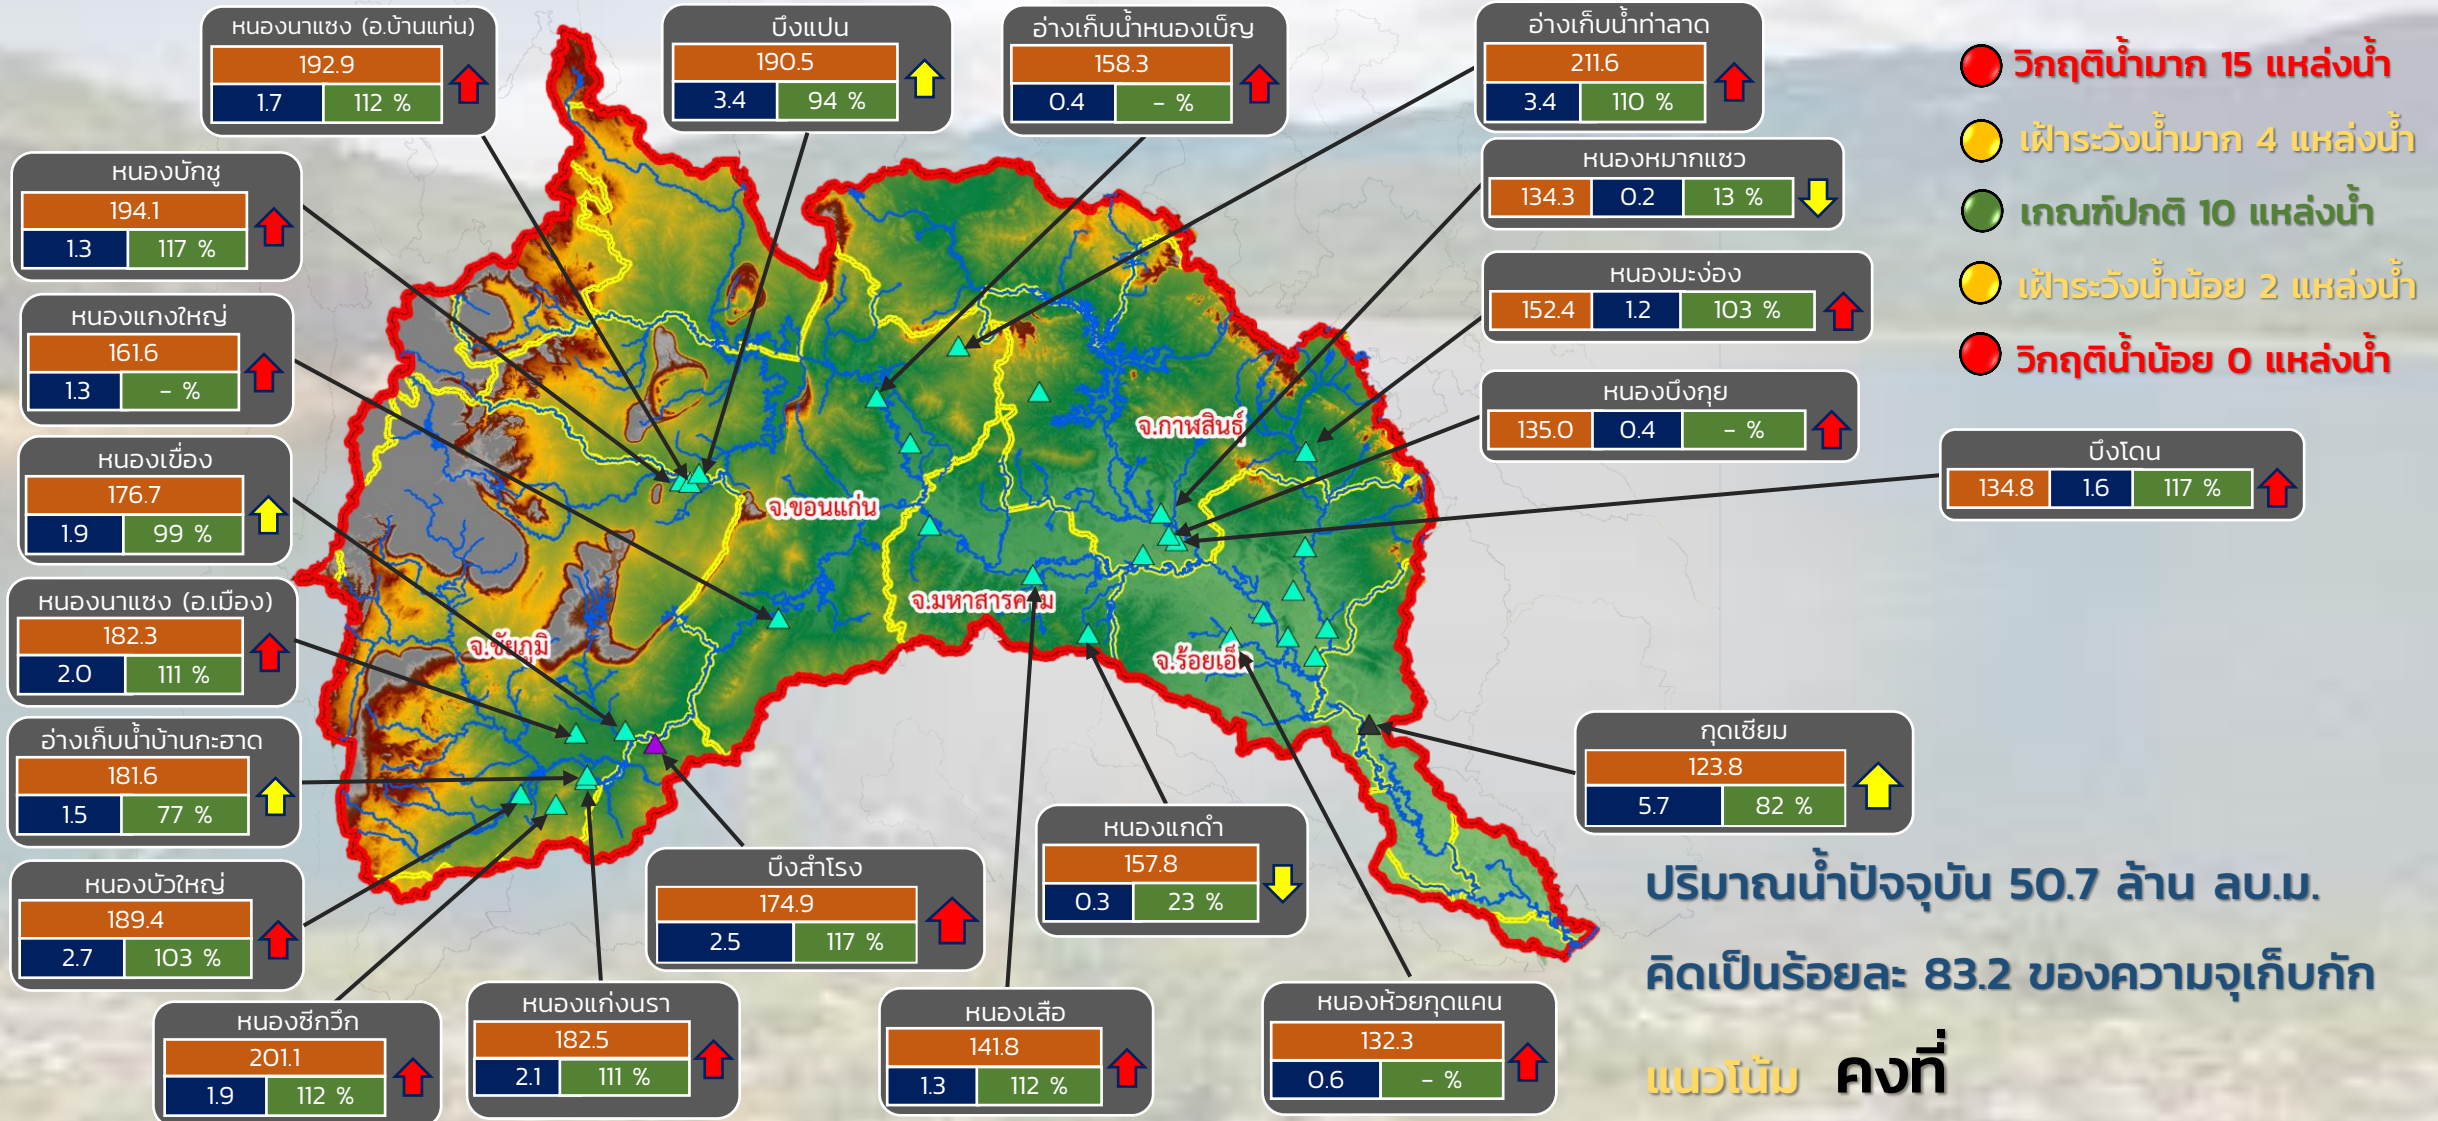 หนองนาแซง (อ.บ้านแท่น)
192.9
1.7 112 %
บึงแปน
190.5
3.4 94 %
อ่างเก็บน้ำหนองเบ็ญ
158.3
0.4 - %
อ่างเก็บน้ำท่าลาด
211.6
3.4 110 %
วิกฤติน้ำมาก 15 แหล่งน้ำ
เฝ้าระวังน้ำมาก 4 แหล่งน้ำ
เกณฑ์ปกติ 10 แหล่งน้ำ
เฝ้าระวังน้ำน้อย 2 แหล่งน้ำ
วิกฤติน้ำน้อย 0 แหล่งน้ำ
หนองหมากแซว
134.3 0.2 13 %
หนองมะง่อง
152.4 1.2 103 %
หนองบึงกุย
135.0 0.4 - %
บึงโดน
134.8 1.6 117 %
หนองบักชู
194.1
1.3 117 %
หนองแกงใหญ่
161.6
1.3 - %
หนองเขื่อง
176.7
1.9 99 %
หนองนาแซง (อ.เมือง)
182.3
2.0 111 %
อ่างเก็บน้ำบ้านกะฮาด
181.6
1.5 77 %
หนองบัวใหญ่
189.4
2.7 103 %
จ.กาฬสินธุ์
จ.ขอนแก่น
จ.มหาสารคาม
จ.ชัยภูมิ
จ.ร้อยเอ็ด
หนองซีกวึก
201.1
1.9 112 %
หนองแก่งนรา
182.5
2.1 111 %
บึงสำโรง
174.9
2.5 117 %
หนองเสือ
141.8
1.3 112 %
หนองแกดำ
157.8
0.3 23 %
หนองห้วยกุดแคน
132.3
0.6 - %
กุดเชียม
123.8
5.7 82 %
ปริมาณน้ำปัจจุบัน 50.7 ล้าน ลบ.ม.
คิดเป็นร้อยละ 83.2 ของความจุเก็บกัก
แนวโน้ม คงที่